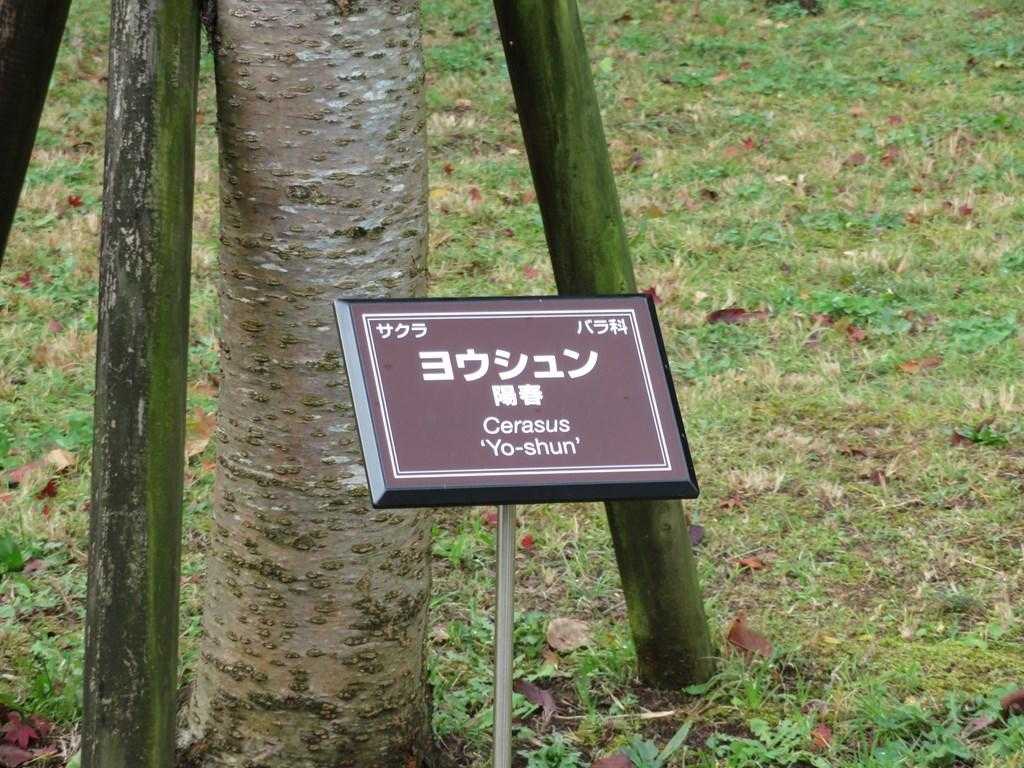 サクラ バラ科
ヨウシュン
陽春
Cerasus
‘Yo-shun’